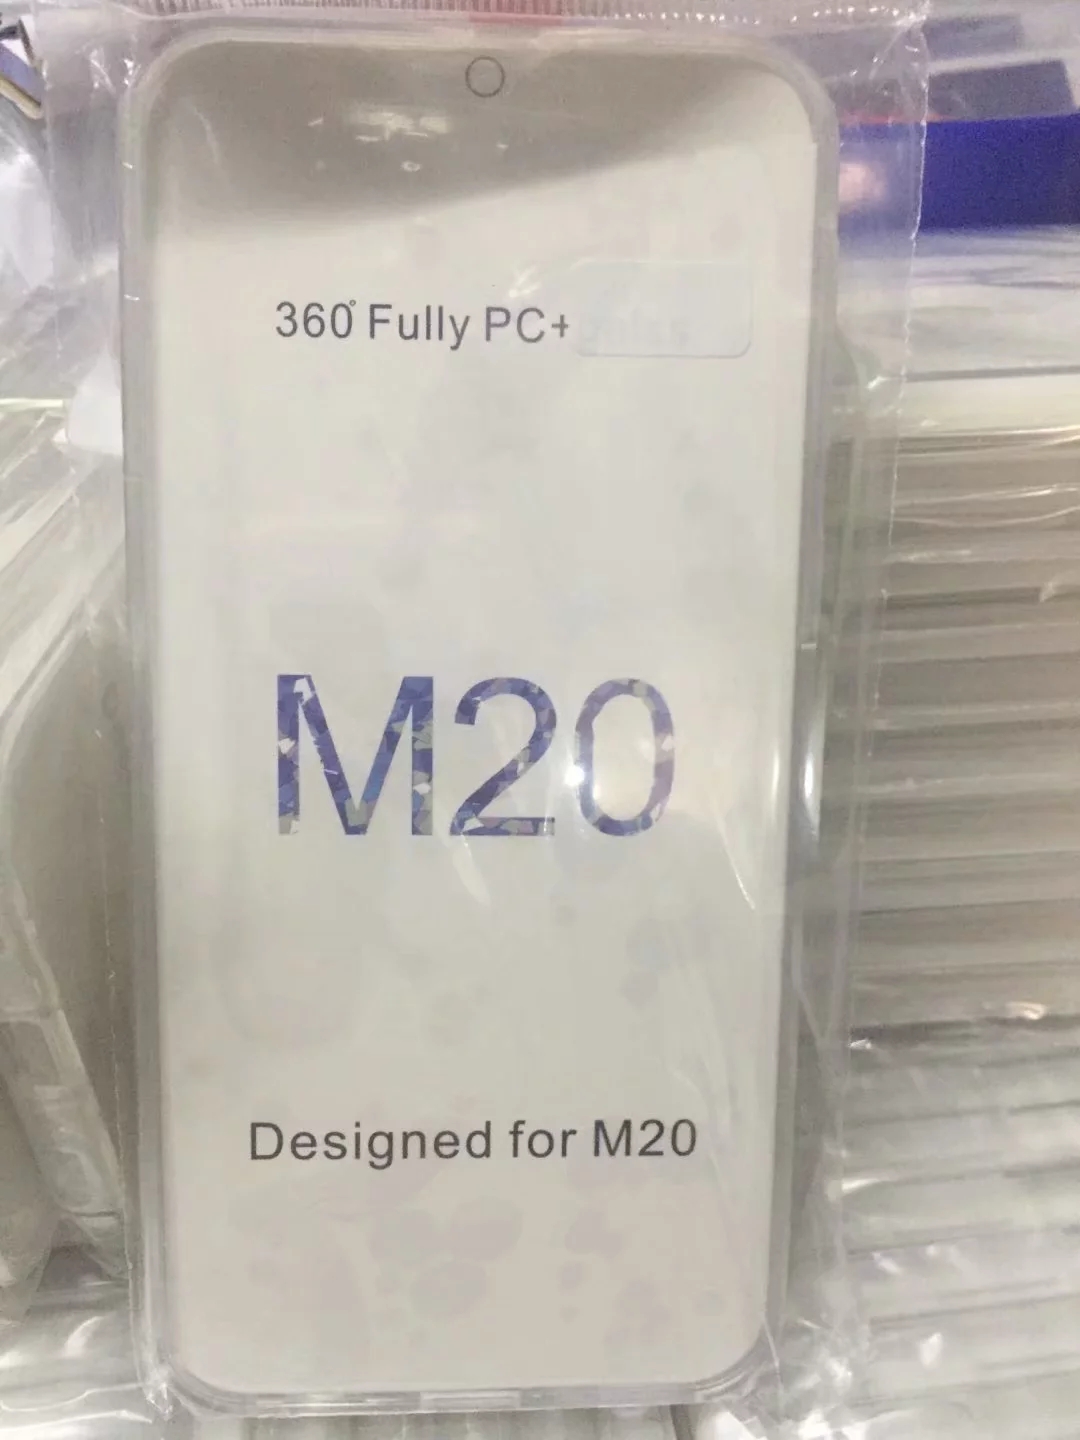 360° Fully PC+
M20
Designed for M20